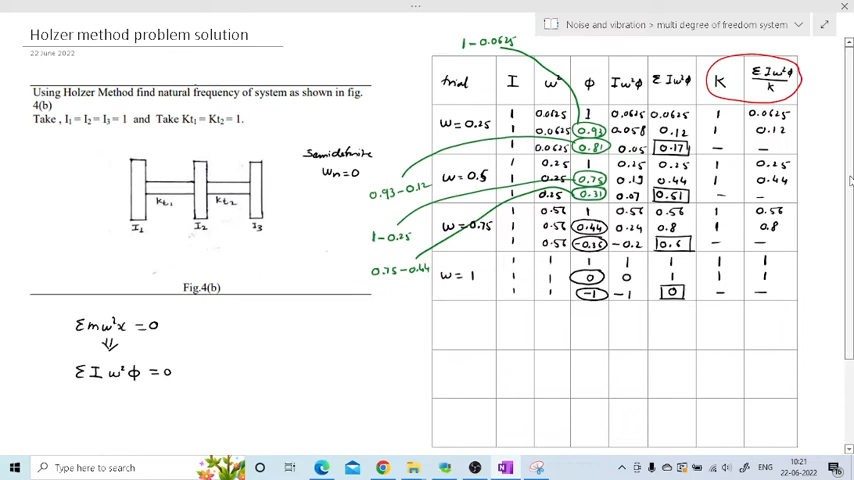 Holzer method problem solution
22 June 2022
Noise and vibration > multi degree of freedom system
Using Holzer Method find natural frequency of system as shown in fig.
4(b)
Take , I₁ = I₂ = I₃ = 1 and Take Kt₁ = Kt₂ = 1.
Semidefinite
ωn = 0
Kt₁ Kt₂
I₁ I₂ I₃
Fig.4(b)
Σmω²x = 0
⇓
ΣIω²ϕ = 0
1-0.0625
0.93-0.12
1-0.25
0.75-0.44
trial I ω² ϕ Iω²ϕ ΣIω²ϕ K ΣIω²ϕ/K
ω=0.25 1 0.0625 1 0.0625 0.0625 1 0.0625
1 0.0625 0.93 0.058 0.12 1 0.12
1 0.0625 0.81 0.05 0.17 - -
ω=0.5 1 0.25 1 0.25 0.25 1 0.25
1 0.25 0.75 0.19 0.44 1 0.44
1 0.25 0.31 0.07 0.51 - -
ω=0.75 1 0.56 1 0.56 0.56 1 0.56
1 0.56 0.44 0.24 0.8 1 0.8
1 0.56 -0.36 -0.2 0.6 - -
ω=1 1 1 1 1 1 1 1
1 1 0 0 1 1 1
1 1 -1 -1 0 - -
Type here to search
ENG
10:21
22-06-2022